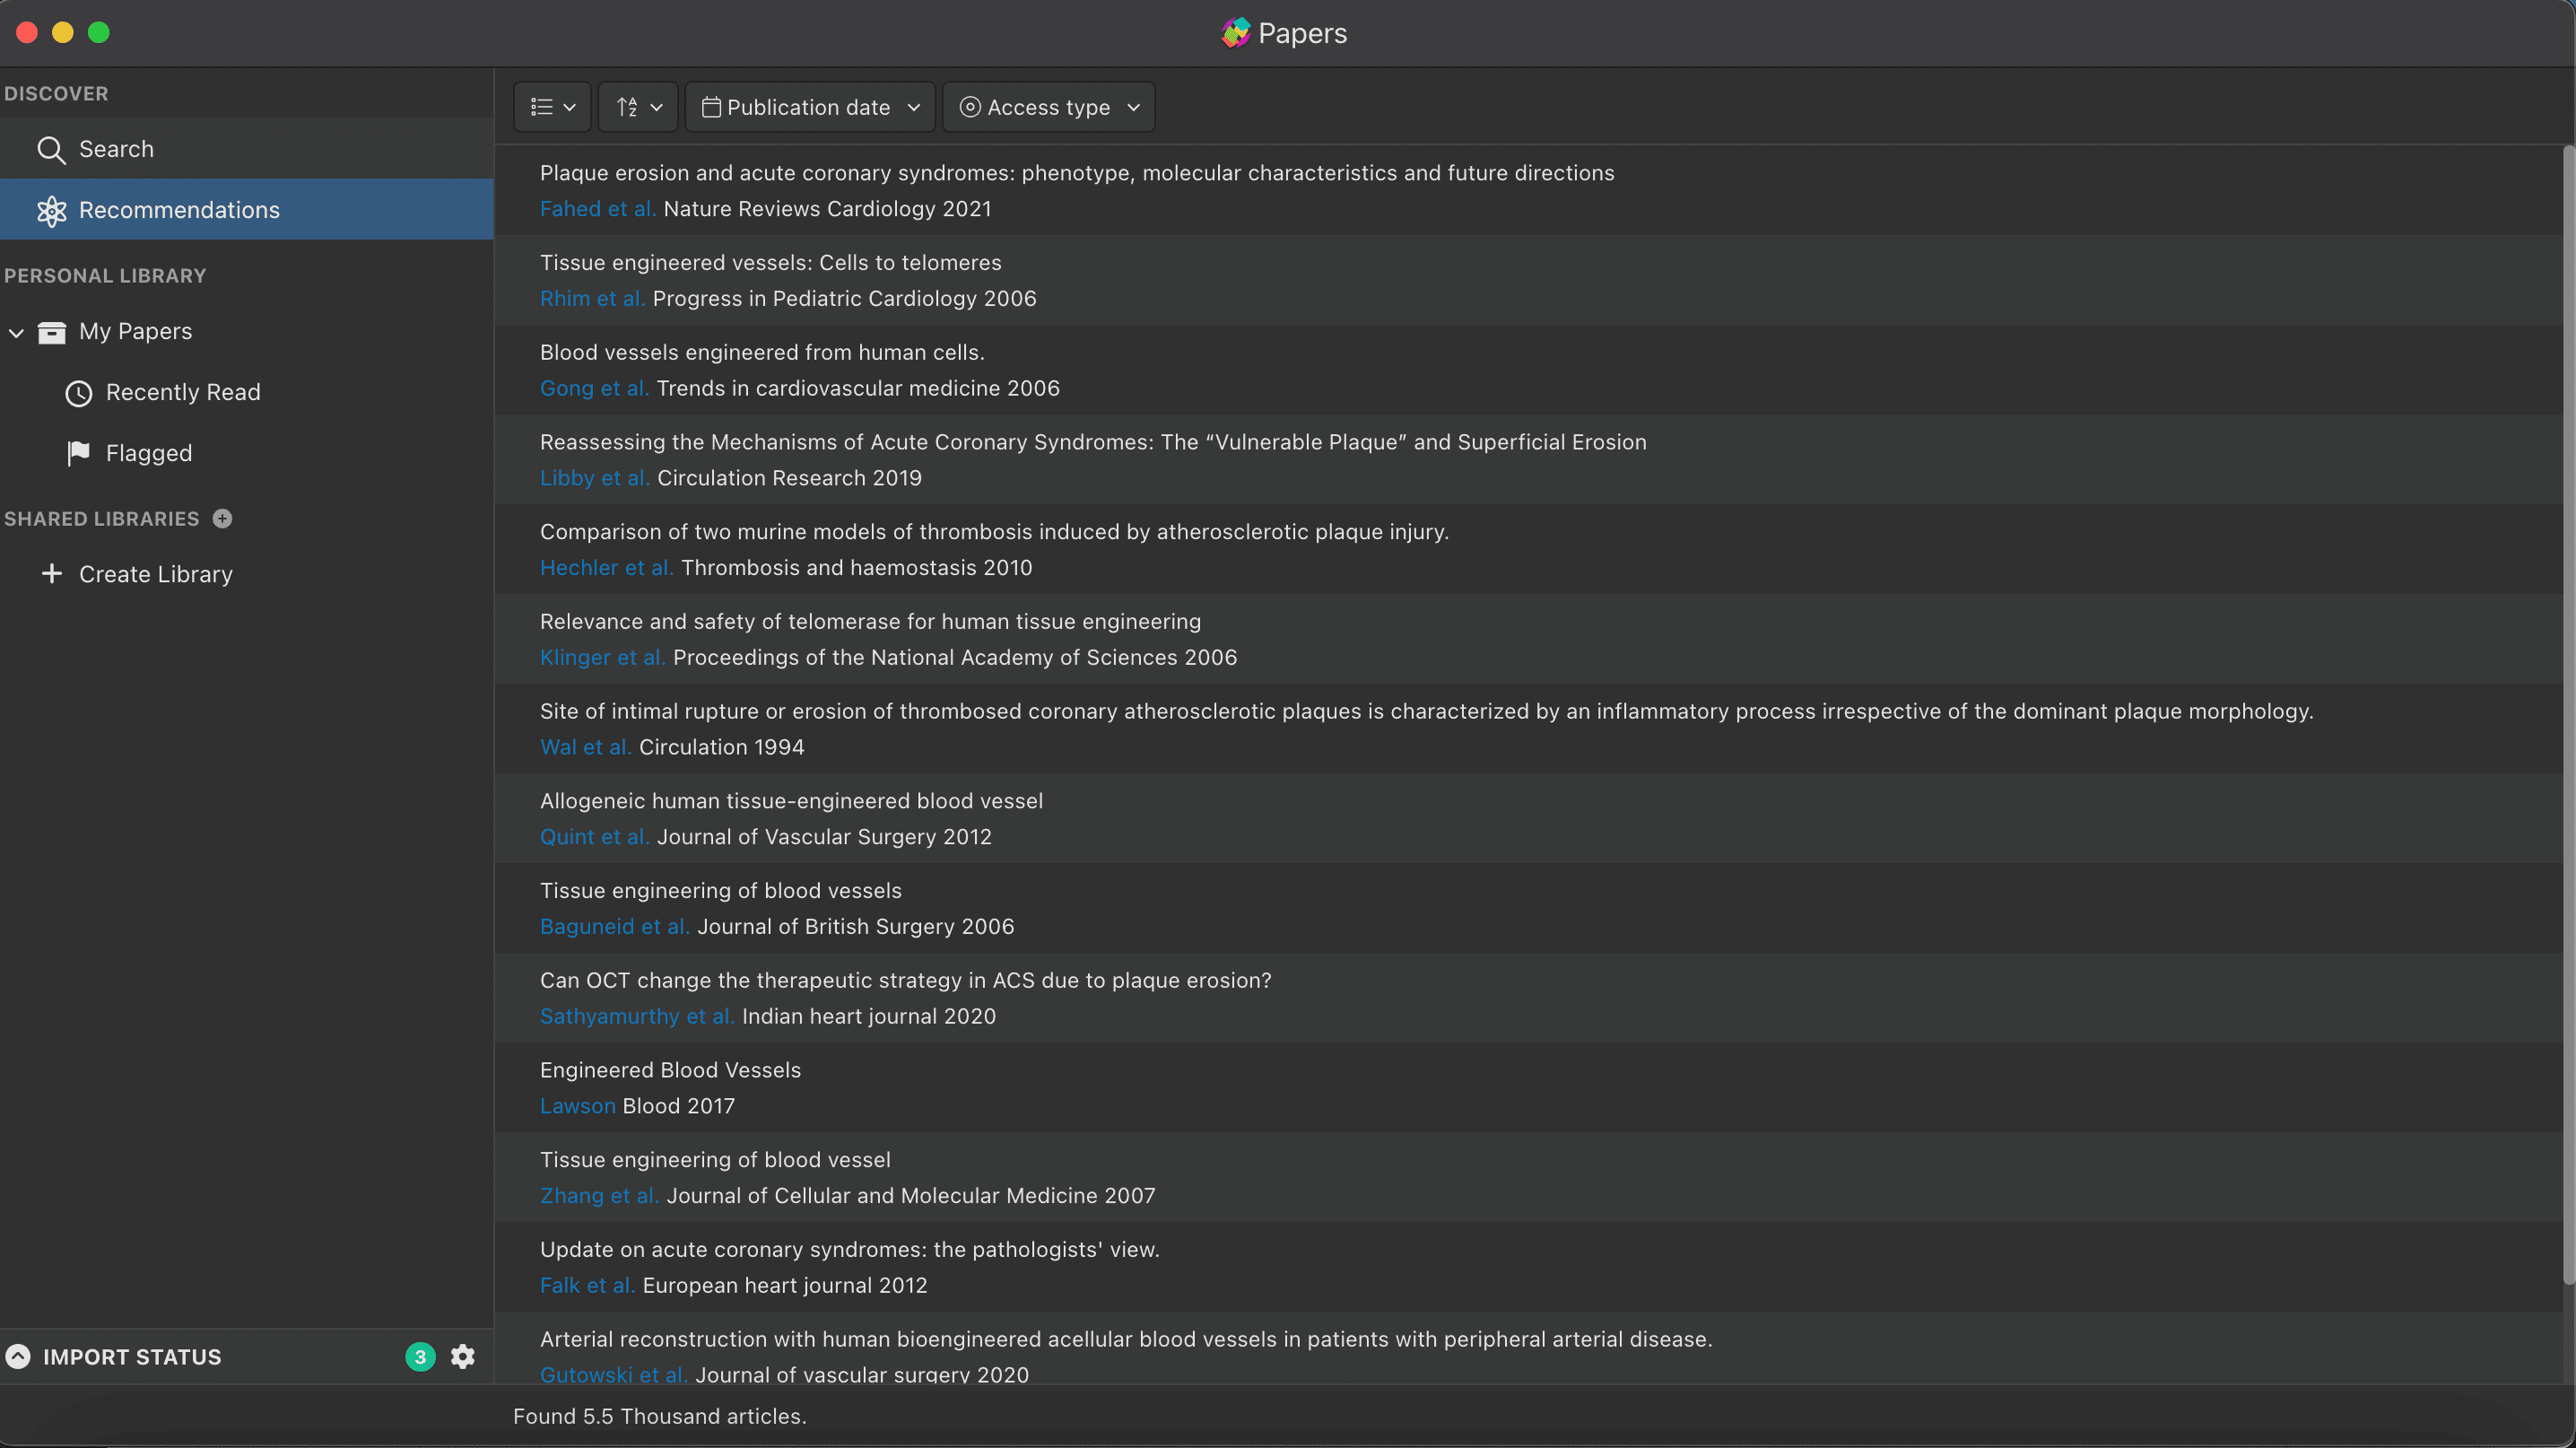 Papers
DISCOVER
Search
Recommendations
PERSONAL LIBRARY
My Papers
Recently Read
Flagged
SHARED LIBRARIES
Create Library
IMPORT STATUS
3
Publication date
Access type
Plaque erosion and acute coronary syndromes: phenotype, molecular characteristics and future directions
Fahed et al. Nature Reviews Cardiology 2021
Tissue engineered vessels: Cells to telomeres
Rhim et al. Progress in Pediatric Cardiology 2006
Blood vessels engineered from human cells.
Gong et al. Trends in cardiovascular medicine 2006
Reassessing the Mechanisms of Acute Coronary Syndromes: The “Vulnerable Plaque” and Superficial Erosion
Libby et al. Circulation Research 2019
Comparison of two murine models of thrombosis induced by atherosclerotic plaque injury.
Hechler et al. Thrombosis and haemostasis 2010
Relevance and safety of telomerase for human tissue engineering
Klinger et al. Proceedings of the National Academy of Sciences 2006
Site of intimal rupture or erosion of thrombosed coronary atherosclerotic plaques is characterized by an inflammatory process irrespective of the dominant plaque morphology.
Wal et al. Circulation 1994
Allogeneic human tissue-engineered blood vessel
Quint et al. Journal of Vascular Surgery 2012
Tissue engineering of blood vessels
Baguneid et al. Journal of British Surgery 2006
Can OCT change the therapeutic strategy in ACS due to plaque erosion?
Sathyamurthy et al. Indian heart journal 2020
Engineered Blood Vessels
Lawson Blood 2017
Tissue engineering of blood vessel
Zhang et al. Journal of Cellular and Molecular Medicine 2007
Update on acute coronary syndromes: the pathologists' view.
Falk et al. European heart journal 2012
Arterial reconstruction with human bioengineered acellular blood vessels in patients with peripheral arterial disease.
Gutowski et al. Journal of vascular surgery 2020
Found 5.5 Thousand articles.